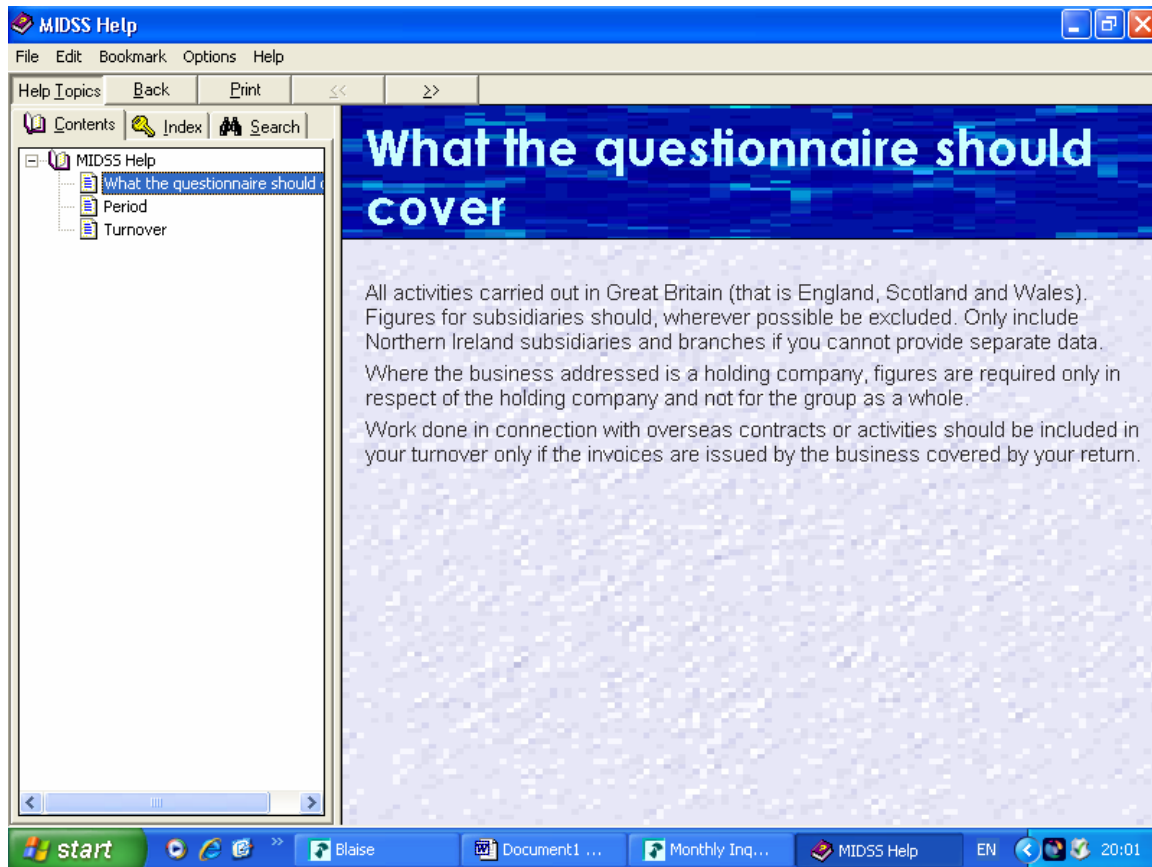 MIDSS Help
File Edit Bookmark Options Help
Help Topics Back Print << >>
Contents Index Search
MIDSS Help
What the questionnaire should
Period
Turnover
What the questionnaire should
cover
All activities carried out in Great Britain (that is England, Scotland and Wales).
Figures for subsidiaries should, wherever possible be excluded. Only include
Northern Ireland subsidiaries and branches if you cannot provide separate data.
Where the business addressed is a holding company, figures are required only in
respect of the holding company and not for the group as a whole.
Work done in connection with overseas contracts or activities should be included in
your turnover only if the invoices are issued by the business covered by your return.
start » Blaise Document1 ... Monthly Inq... MIDSS Help EN 20:01